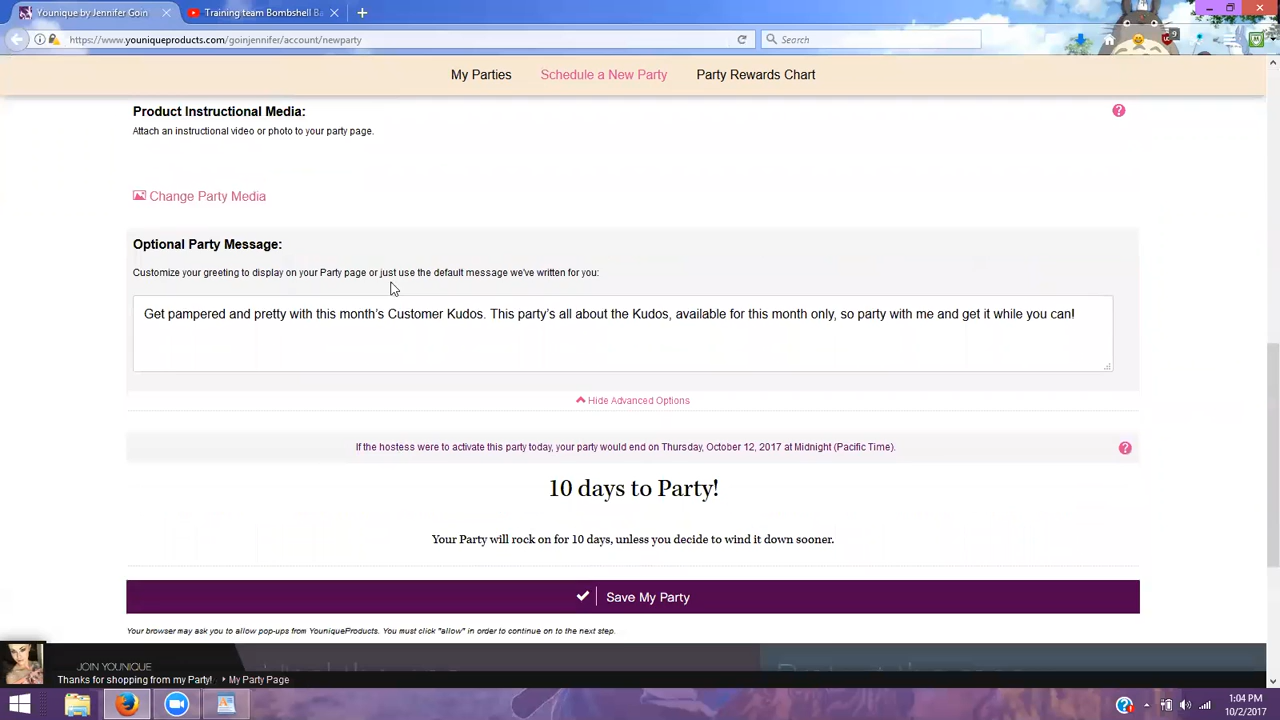 Younique by Jennifer Goin
Training team Bombshell Ba
https://www.youniqueproducts.com/goinjennifer/account/newparty
Search
9
My Parties
Schedule a New Party
Party Rewards Chart
Product Instructional Media:
?
Attach an instructional video or photo to your party page.
Change Party Media
Optional Party Message:
Customize your greeting to display on your Party page or just use the default message we've written for you:
Get pampered and pretty with this month's Customer Kudos. This party's all about the Kudos, available for this month only, so party with me and get it while you can!
Hide Advanced Options
If the hostess were to activate this party today, your party would end on Thursday, October 12, 2017 at Midnight (Pacific Time).
?
10 days to Party!
Your Party will rock on for 10 days, unless you decide to wind it down sooner.
Save My Party
Your browser may ask you to allow pop-ups from YouniqueProducts. You must click "allow" in order to continue on to the next step.
JOIN YOUNIQUE
Thanks for shopping from my Party!
My Party Page
1:04 PM
10/2/2017